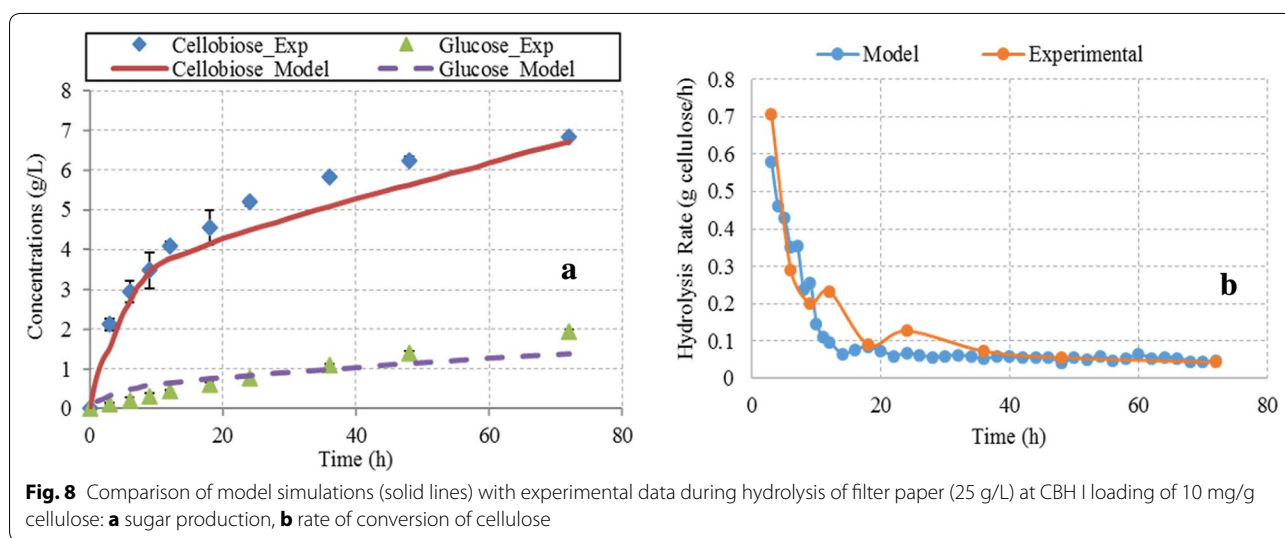 Cellobiose_Exp Glucose_Exp
Cellobiose_Model Glucose_Model
Concentrations (g/L)
8
7
6
5
4
3
2
1
0
0 20 40 60 80
Time (h)
a
Model Experimental
Hydrolysis Rate (g cellulose/h)
0.8
0.7
0.6
0.5
0.4
0.3
0.2
0.1
0
0 20 40 60 80
Time (h)
b
Fig. 8 Comparison of model simulations (solid lines) with experimental data during hydrolysis of filter paper (25 g/L) at CBH I loading of 10 mg/g
cellulose: a sugar production, b rate of conversion of cellulose